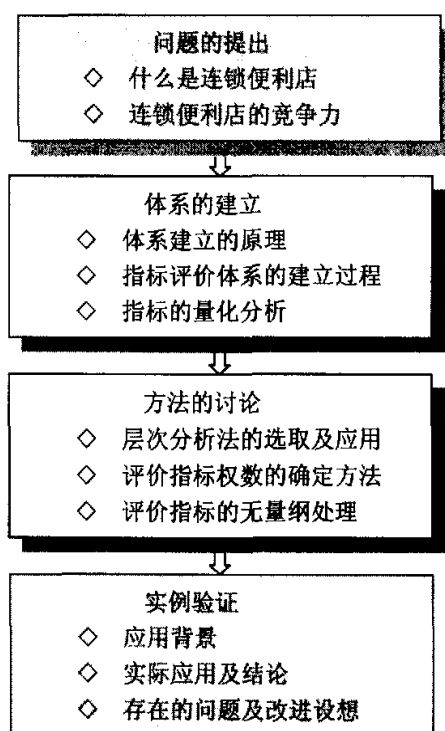 问题的提出
◇ 什么是连锁便利店
◇ 连锁便利店的竞争力
体系的建立
◇ 体系建立的原理
◇ 指标评价体系的建立过程
◇ 指标的量化分析
方法的讨论
◇ 层次分析法的选取及应用
◇ 评价指标权数的确定方法
◇ 评价指标的无量纲处理
实例验证
◇ 应用背景
◇ 实际应用及结论
◇ 存在的问题及改进设想